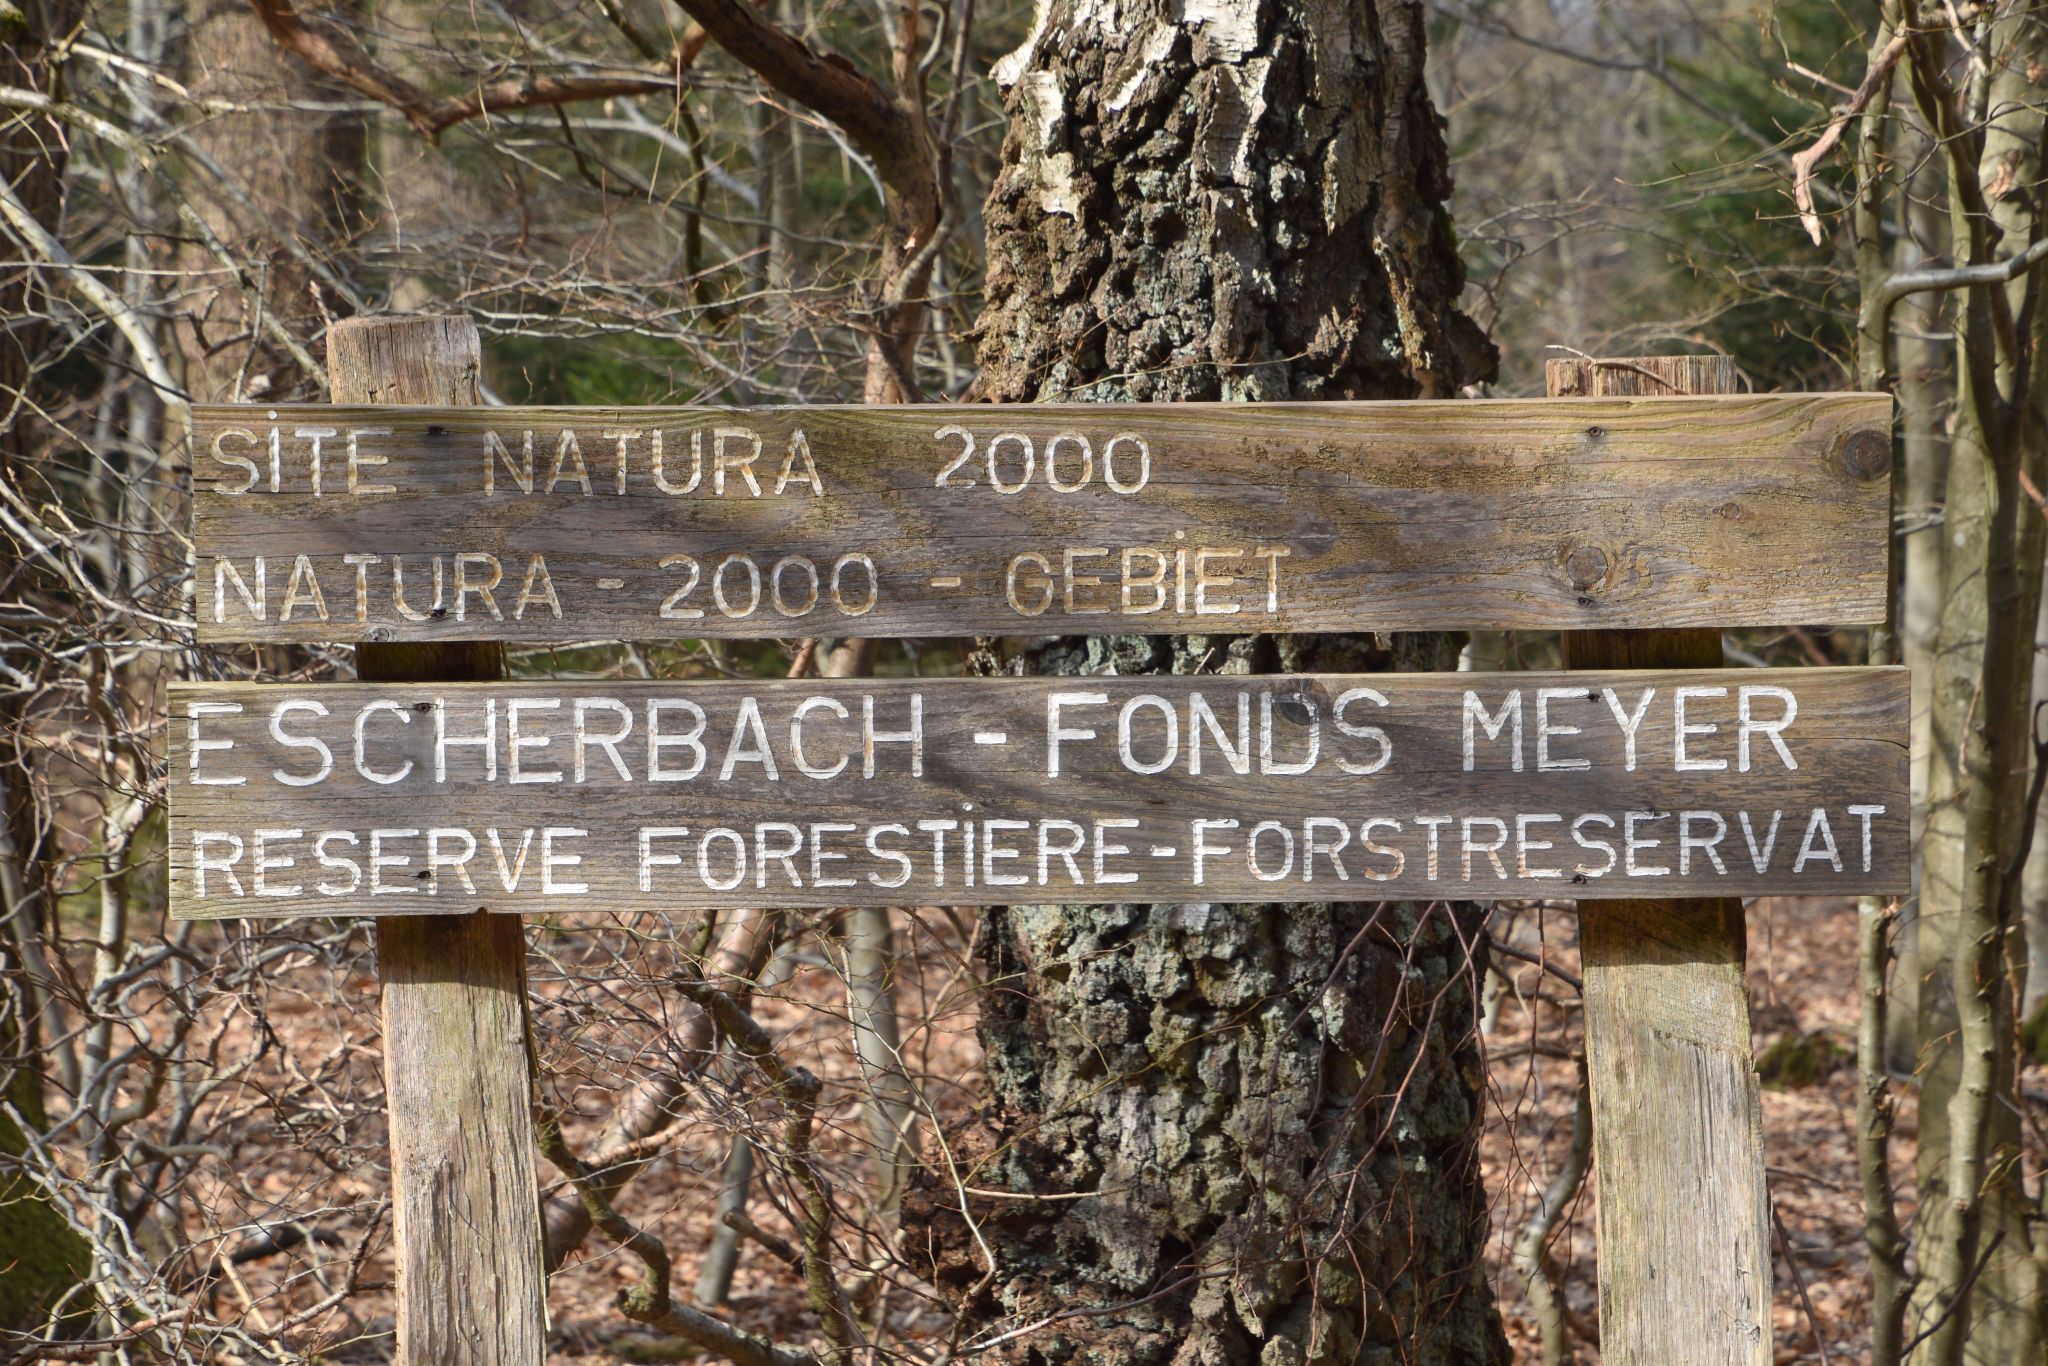 SITE NATURA 2000
NATURA - 2000 - GEBIET
ESCHERBACH - FONDS MEYER
RESERVE FORESTIERE - FORSTRESERVAT